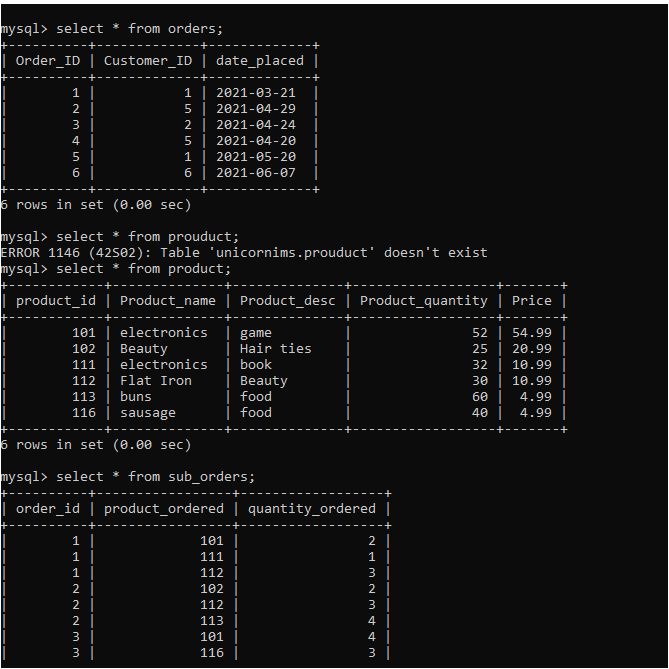 mysql> select * from orders;
+----------+-------------+-------------+
| Order_ID | Customer_ID | date_placed |
+----------+-------------+-------------+
|        1 |           1 | 2021-03-21  |
|        2 |           5 | 2021-04-29  |
|        3 |           2 | 2021-04-24  |
|        4 |           5 | 2021-04-20  |
|        5 |           1 | 2021-05-20  |
|        6 |           6 | 2021-06-07  |
+----------+-------------+-------------+
6 rows in set (0.00 sec)
mysql> select * from prouduct;
ERROR 1146 (42S02): Table 'unicornims.prouduct' doesn't exist
mysql> select * from product;
+------------+--------------+--------------+------------------+-------+
| product_id | Product_name | Product_desc | Product_quantity | Price |
+------------+--------------+--------------+------------------+-------+
|        101 | electronics  | game         |               52 | 54.99 |
|        102 | Beauty       | Hair ties    |               25 | 20.99 |
|        111 | electronics  | book         |               32 | 10.99 |
|        112 | Flat Iron    | Beauty       |               30 | 10.99 |
|        113 | buns         | food         |               60 |  4.99 |
|        116 | sausage      | food         |               40 |  4.99 |
+------------+--------------+--------------+------------------+-------+
6 rows in set (0.00 sec)
mysql> select * from sub_orders;
+----------+-----------------+------------------+
| order_id | product_ordered | quantity_ordered |
+----------+-----------------+------------------+
|        1 |             101 |                2 |
|        1 |             111 |                1 |
|        1 |             112 |                3 |
|        2 |             102 |                2 |
|        2 |             112 |                3 |
|        2 |             113 |                4 |
|        3 |             101 |                4 |
|        3 |             116 |                3 |